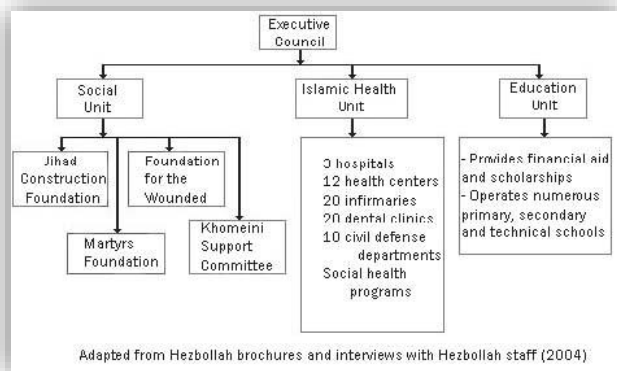 Executive
Council
Social
Unit
Islamic Health
Unit
Education
Unit
Jihad
Construction
Foundation
Foundation
for the
Wounded
Martyrs
Foundation
Khomeini
Support
Committee
hospitals
12 health centers
20 infirmaries
20 dental clinics
10 civil defense
departments
Social health
programs
- Provides financial aid
and scholarships
- Operates numerous
primary, secondary
and technical schools
Adapted from Hezbollah brochures and interviews with Hezbollah staff (2004)